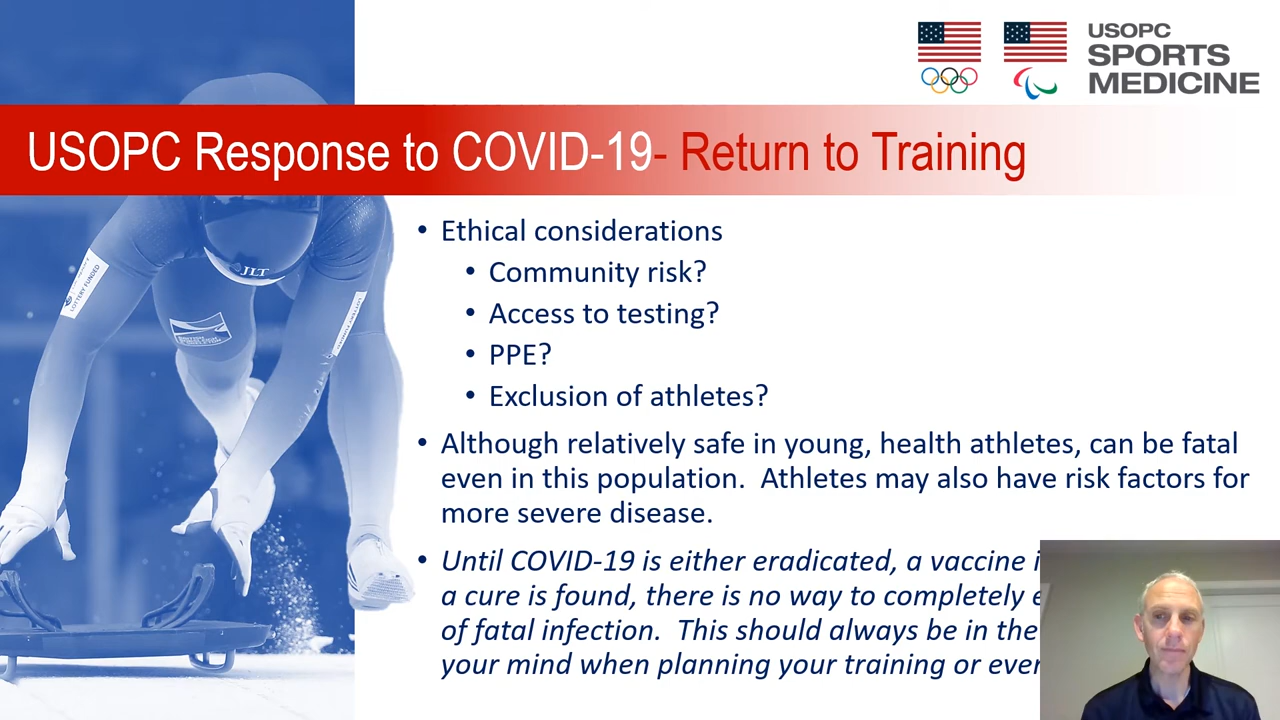 USOPC
SPORTS
MEDICINE
USOPC Response to COVID-19- Return to Training
• Ethical considerations
• Community risk?
• Access to testing?
• PPE?
• Exclusion of athletes?
• Although relatively safe in young, health athletes, can be fatal
even in this population. Athletes may also have risk factors for
more severe disease.
• Until COVID-19 is either eradicated, a vaccine
a cure is found, there is no way to completely
of fatal infection. This should always be in the
your mind when planning your training or
JLT
LOTTERY FUNDED